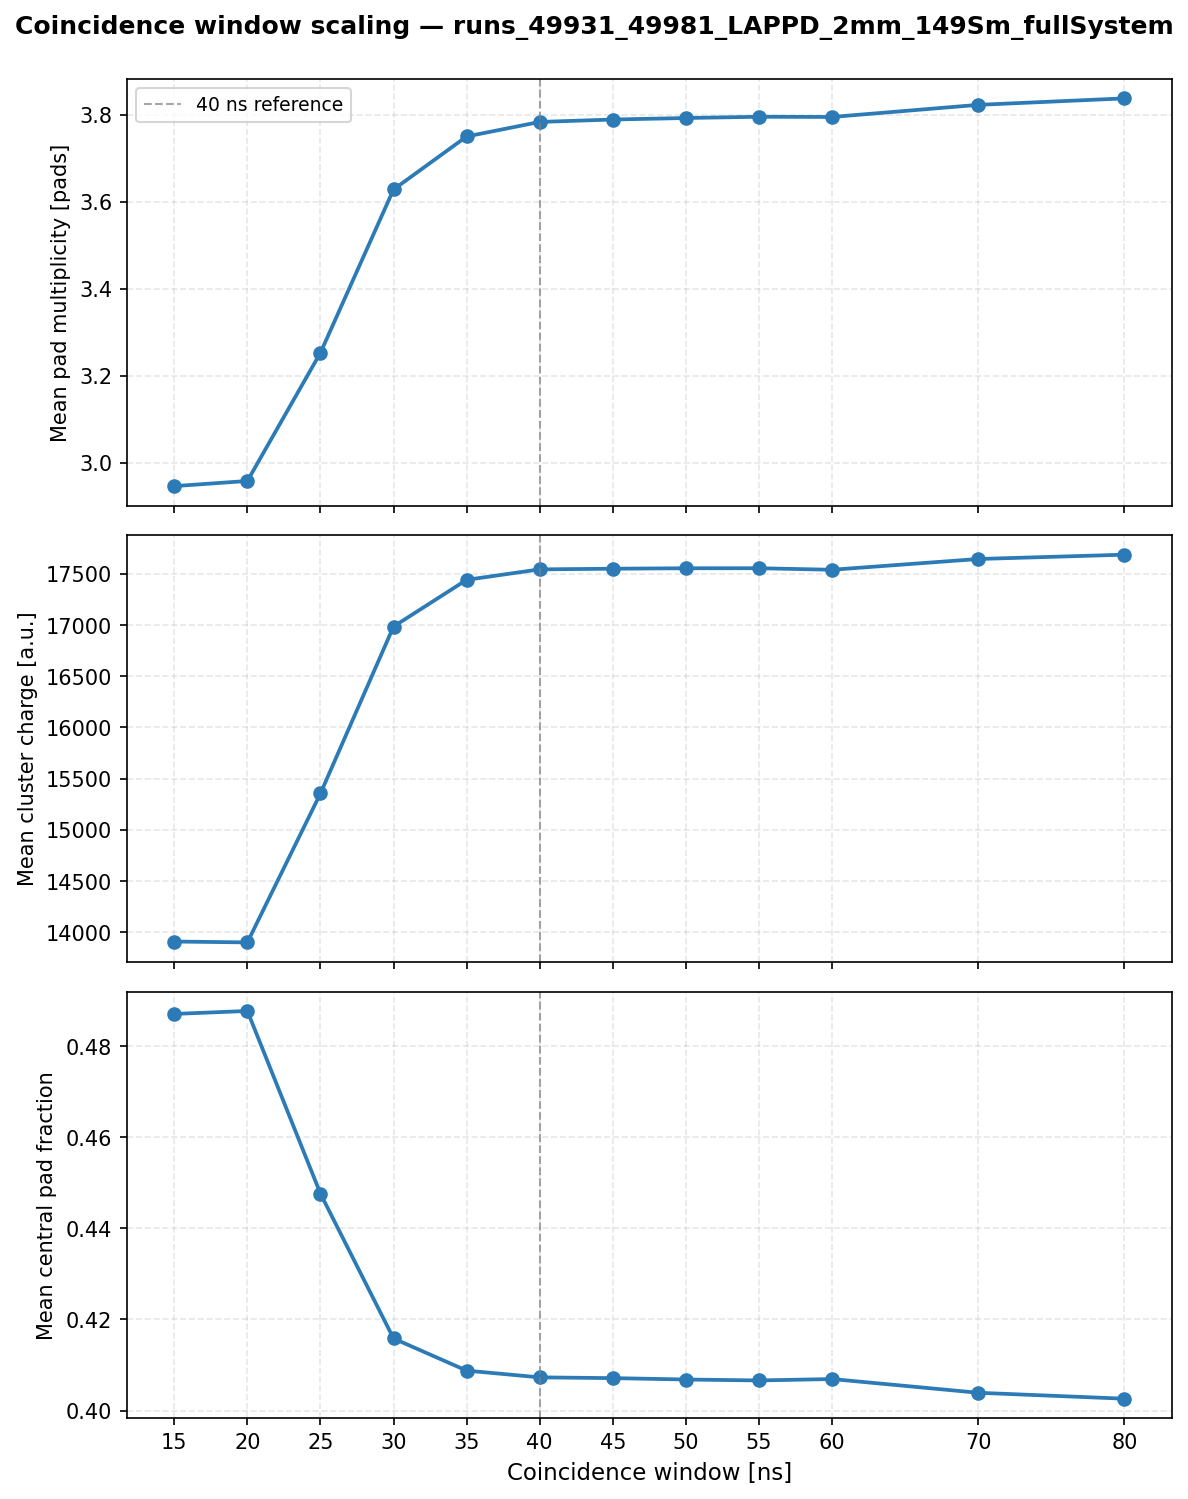 Coincidence window scaling — runs_49931_49981_LAPPD_2mm_149Sm_fullSystem
40 ns reference
Mean pad multiplicity [pads]
3.8
3.6
3.4
3.2
3.0
Mean cluster charge [a.u.]
17500
17000
16500
16000
15500
15000
14500
14000
Mean central pad fraction
0.48
0.46
0.44
0.42
0.40
15 20 25 30 35 40 45 50 55 60 70 80
Coincidence window [ns]